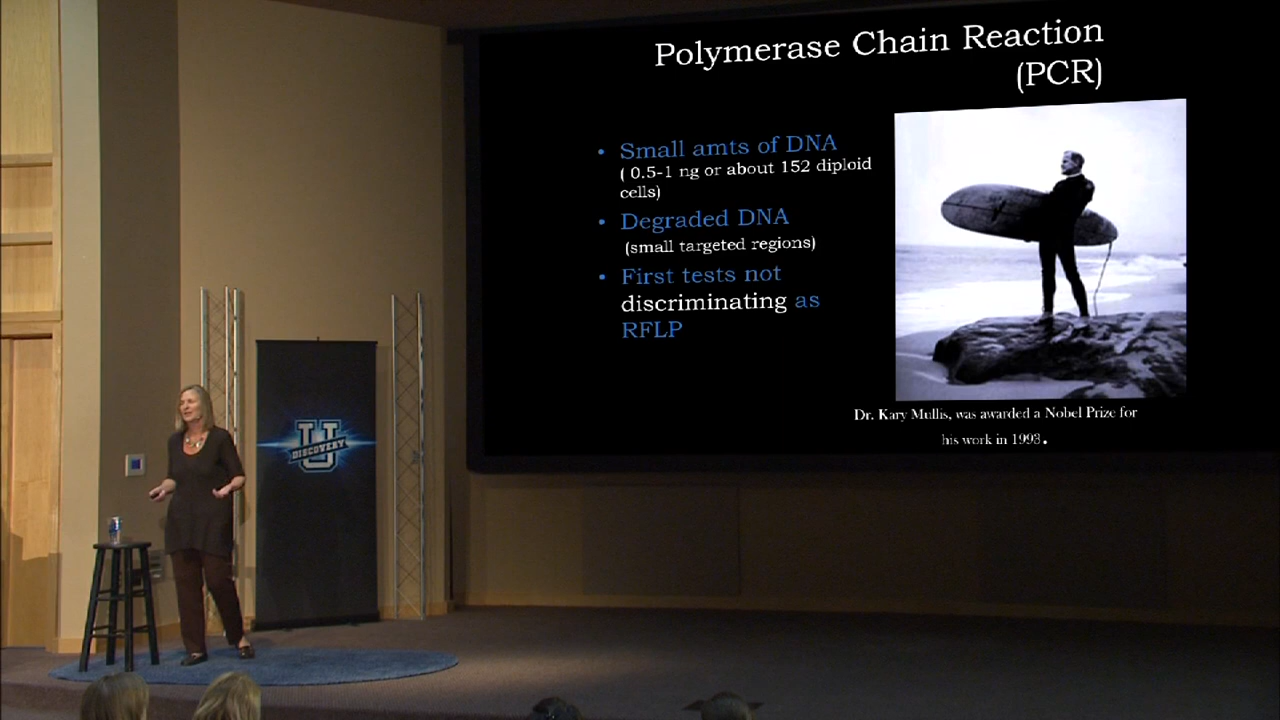 Polymerase Chain Reaction
(PCR)
• Small amts of DNA
( 0.5-1 ng or about 152 diploid
cells)
• Degraded DNA
(small targeted regions)
• First tests not
discriminating as
RFLP
Dr. Kary Mullis, was awarded a Nobel Prize for
his work in 1993.
U
DISCOVERY